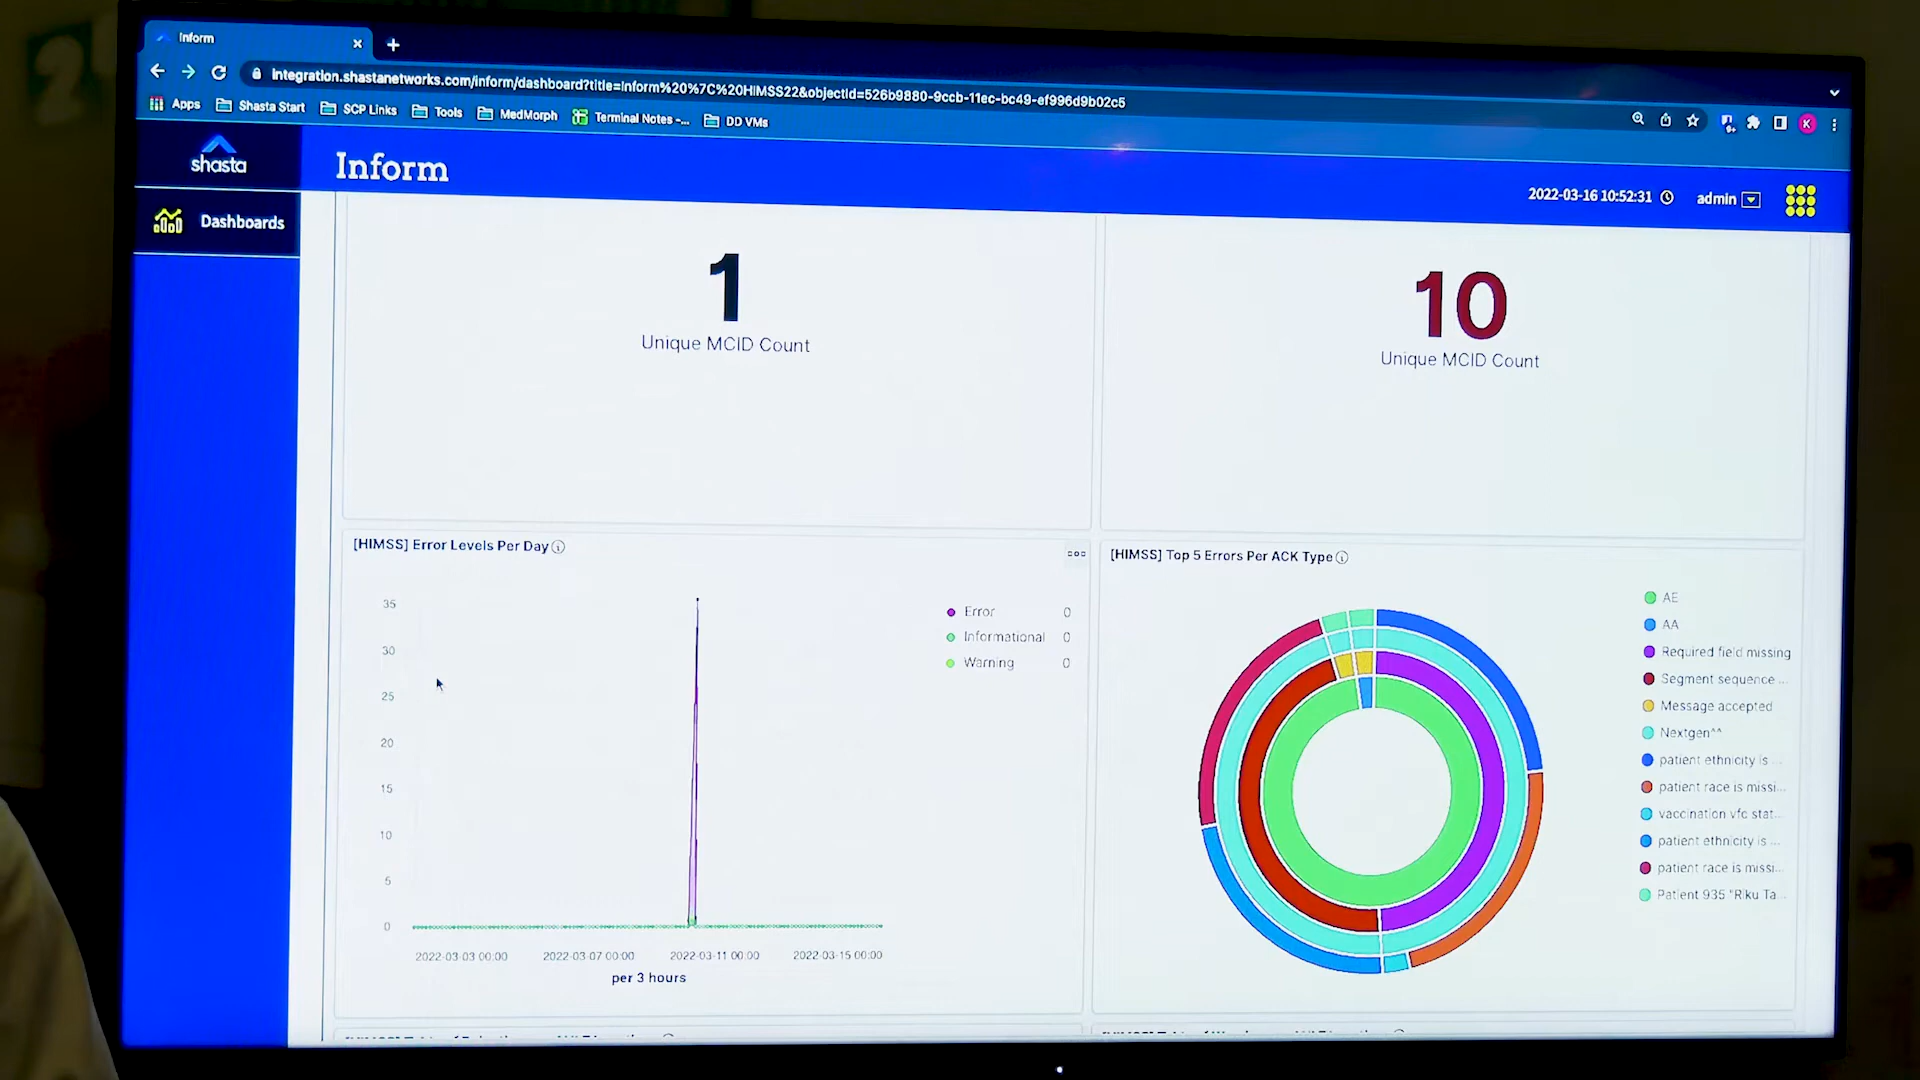 Inform
integration.shastanetworks.com/inform/dashboard?title=Inform%20%7C%20HIMSS22&objectId=526b9880-9ccb-11ec-bc49-ef996d9b02c5
Apps Shasta Start SCP Links Tools MedMorph Terminal Notes -... DD VMs
K
shasta
Inform
2022-03-16 10:52:31 admin
Dashboards
1
Unique MCID Count
10
Unique MCID Count
[HIMSS] Error Levels Per Day
35
30
25
20
15
10
5
0
2022-03-03 00:00 2022-03-07 00:00 2022-03-11 00:00 2022-03-15 00:00
per 3 hours
Error 0
Informational 0
Warning 0
[HIMSS] Top 5 Errors Per ACK Type
AE
AA
Required field missing
Segment sequence ...
Message accepted
Nextgen^^
patient ethnicity is ...
patient race is missi...
vaccination vfc stat...
patient ethnicity is ...
patient race is missi...
Patient 935 "Riku Ta...